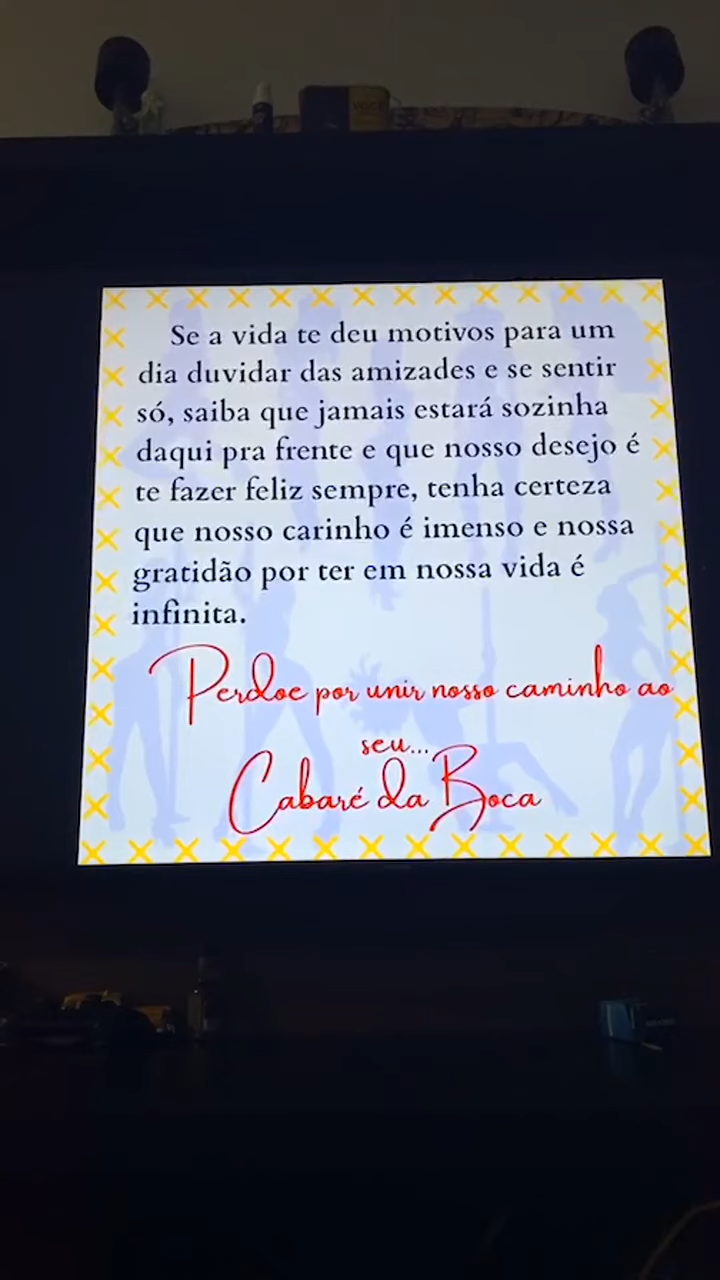 Se a vida te deu motivos para um
dia duvidar das amizades e se sentir
só, saiba que jamais estará sozinha
daqui pra frente e que nosso desejo é
te fazer feliz sempre, tenha certeza
que nosso carinho é imenso e nossa
gratidão por ter em nossa vida é
infinita.
Perdoe por unir nosso caminho ao
seu...
Cabaré da Boca